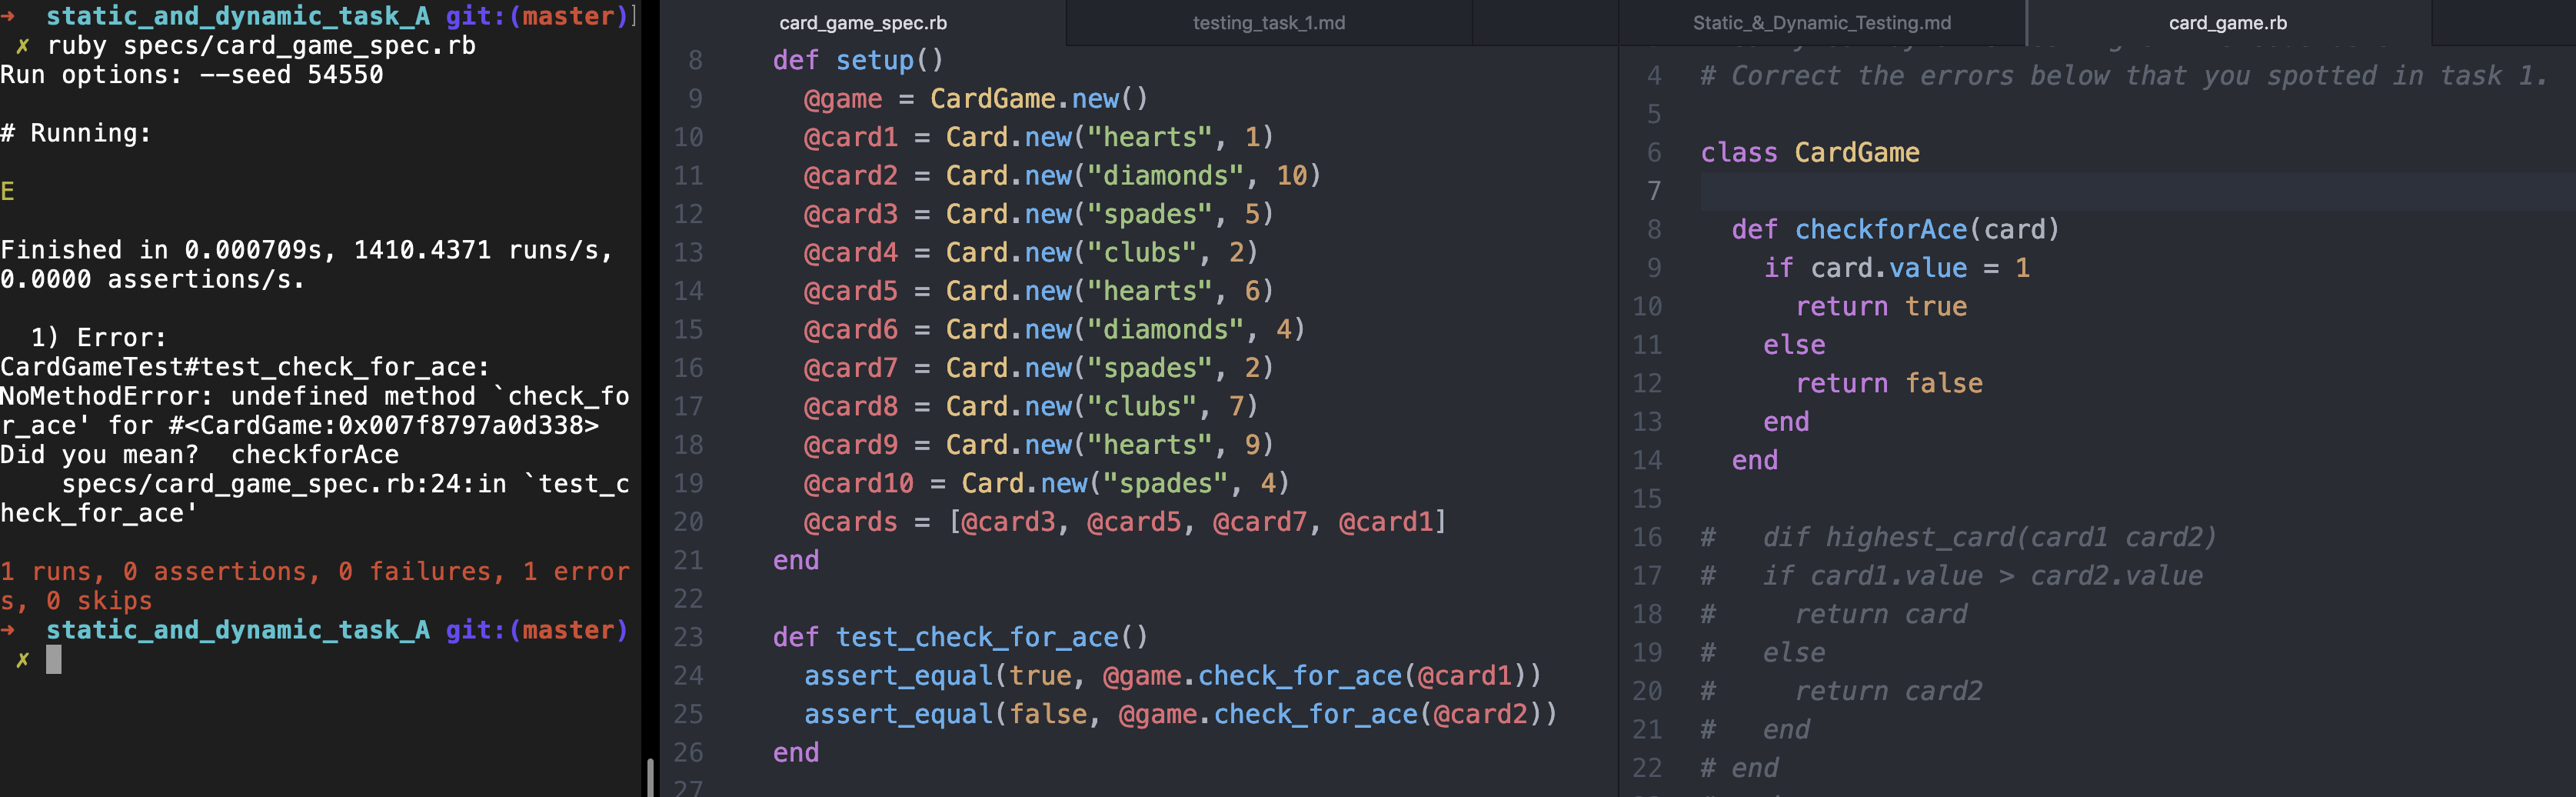 ➜  static_and_dynamic_task_A git:(master)
✗ ruby specs/card_game_spec.rb
Run options: --seed 54550
# Running:
E
Finished in 0.000709s, 1410.4371 runs/s,
0.0000 assertions/s.
1) Error:
CardGameTest#test_check_for_ace:
NoMethodError: undefined method `check_fo
r_ace' for #<CardGame:0x007f8797a0d338>
Did you mean?  checkforAce
specs/card_game_spec.rb:24:in `test_c
heck_for_ace'
1 runs, 0 assertions, 0 failures, 1 error
s, 0 skips
➜  static_and_dynamic_task_A git:(master)
✗
card_game_spec.rb
testing_task_1.md
8 def setup()
9 @game = CardGame.new()
10 @card1 = Card.new("hearts", 1)
11 @card2 = Card.new("diamonds", 10)
12 @card3 = Card.new("spades", 5)
13 @card4 = Card.new("clubs", 2)
14 @card5 = Card.new("hearts", 6)
15 @card6 = Card.new("diamonds", 4)
16 @card7 = Card.new("spades", 2)
17 @card8 = Card.new("clubs", 7)
18 @card9 = Card.new("hearts", 9)
19 @card10 = Card.new("spades", 4)
20 @cards = [@card3, @card5, @card7, @card1]
21 end
22
23 def test_check_for_ace()
24 assert_equal(true, @game.check_for_ace(@card1))
25 assert_equal(false, @game.check_for_ace(@card2))
26 end
27
Static_&_Dynamic_Testing.md
card_game.rb
4 # Correct the errors below that you spotted in task 1.
5
6 class CardGame
7
8 def checkforAce(card)
9 if card.value = 1
10 return true
11 else
12 return false
13 end
14 end
15
16 # dif highest_card(card1 card2)
17 # if card1.value > card2.value
18 # return card
19 # else
20 # return card2
21 # end
22 # end